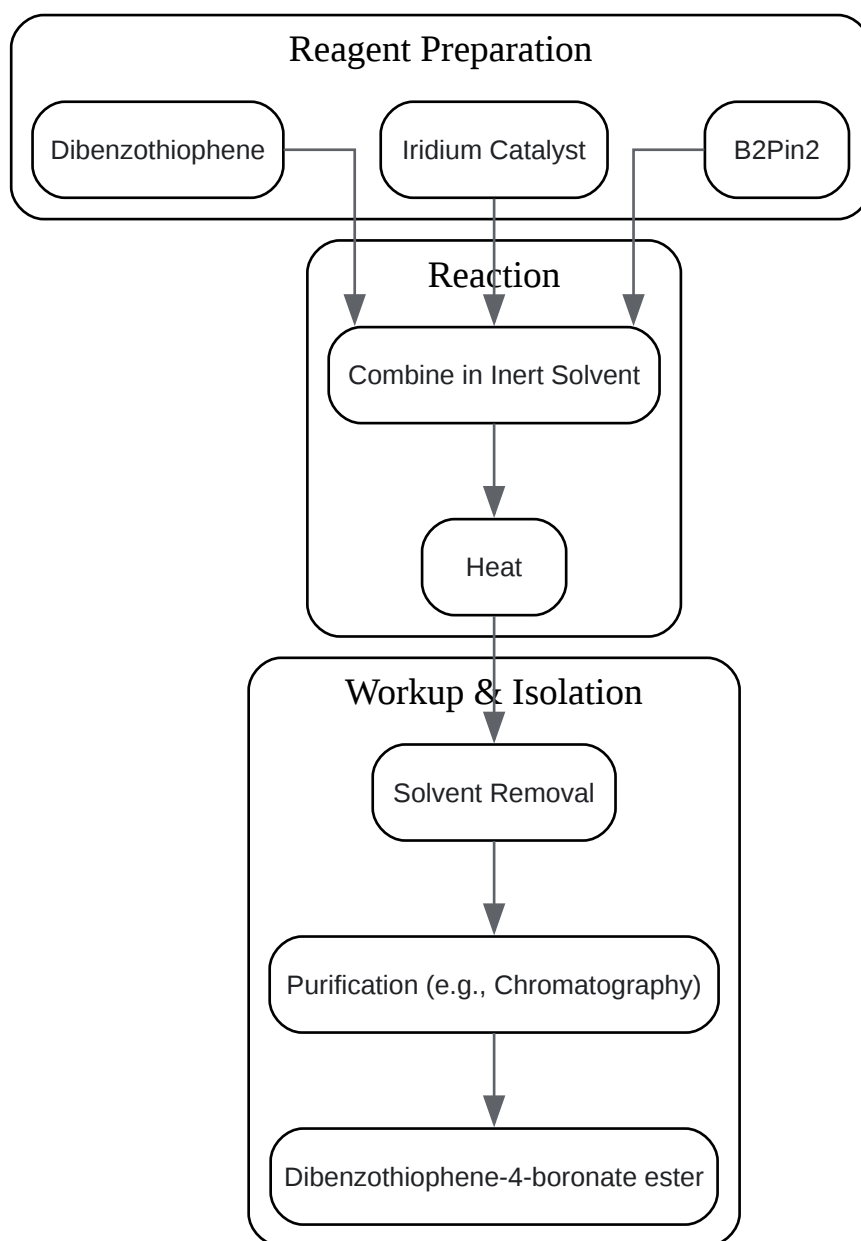 Reagent Preparation
Dibenzothiophene
Iridium Catalyst
B2Pin2
Reaction
Combine in Inert Solvent
Heat
Workup & Isolation
Solvent Removal
Purification (e.g., Chromatography)
Dibenzothiophene-4-boronate ester